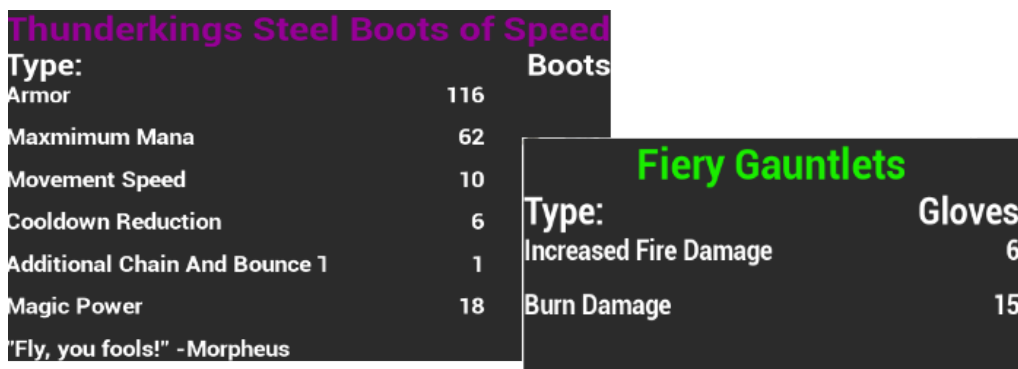 Thunderkings Steel Boots of Speed
Type: Boots
Armor 116
Maxmimum Mana 62
Movement Speed 10
Cooldown Reduction 6
Additional Chain And Bounce 1 1
Magic Power 18
"Fly, you fools!" -Morpheus
Fiery Gauntlets
Type: Gloves
Increased Fire Damage 6
Burn Damage 15